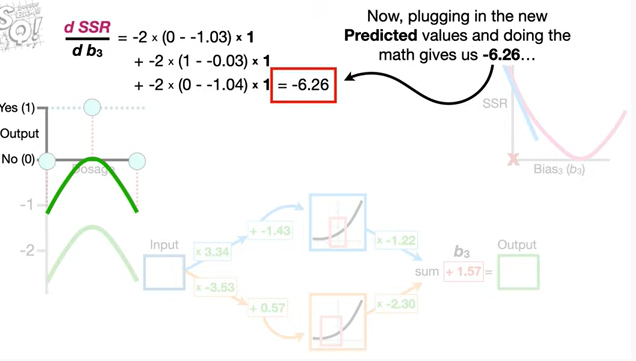 SQ!
Now, plugging in the new
Predicted values and doing the
math gives us -6.26…
d SSR
d b₃
= -2 × (0 - -1.03) × 1
+ -2 × (1 - -0.03) × 1
+ -2 × (0 - -1.04) × 1 = -6.26
SSR
Bias₃ (b₃)
Yes (1)
Output
No (0)
Dosage
-1
-2
Input
× 3.34
+ -1.43
× -1.22
× -3.53
+ 0.57
× -2.30
b₃
sum + 1.57 =
Output